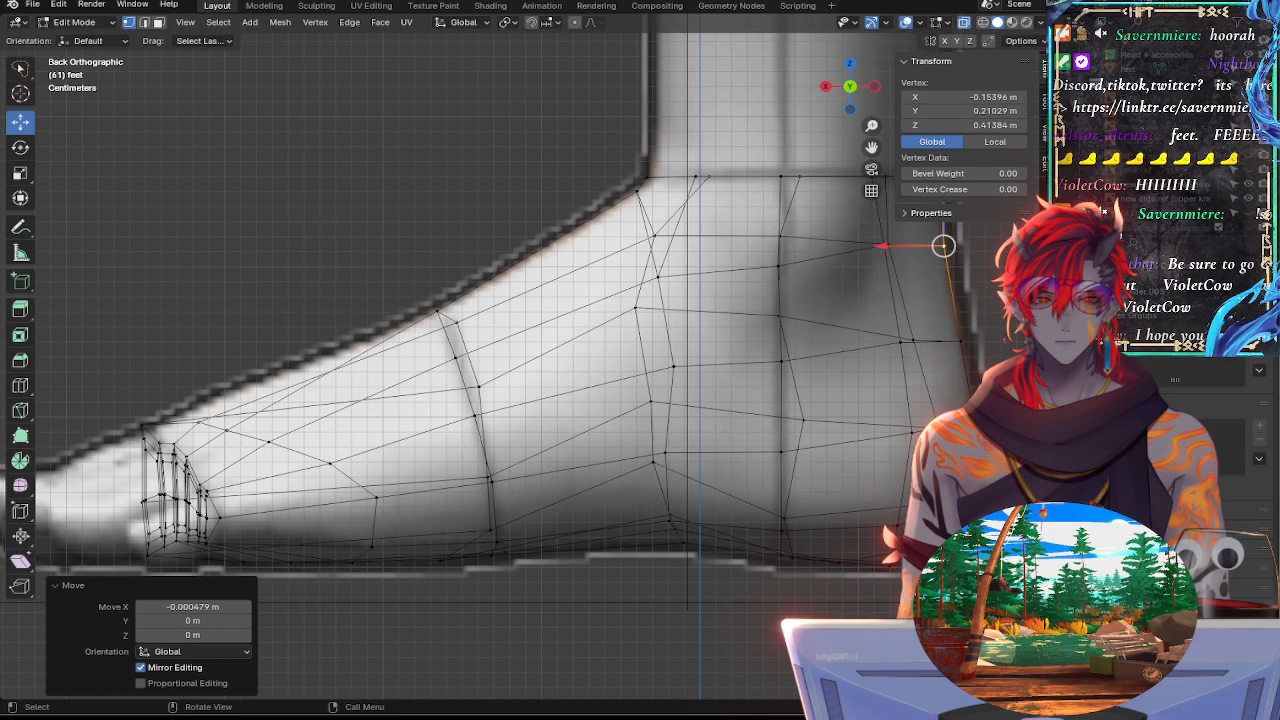 File Edit Render Window Help Layout Modeling Sculpting UV Editing Texture Paint Shading Animation Rendering Compositing Geometry Nodes Scripting + Scene
Edit Mode View Select Add Mesh Vertex Edge Face UV Global
Orientation: Default Drag: Select Las... X Y Z Options
Back Orthographic
(61) feet
Centimeters
Z
X
Y
Transform
Vertex:
X -0.15396 m
Y 0.21029 m
Z 0.41384 m
Global Local
Vertex Data:
Bevel Weight 0.00
Vertex Crease 0.00
Properties
Savernmiere: hoorah
Discord,tiktok,twitter? its
> https://linktr.ee/savernmie
feet. FEEEE
VioletCow: HIIIIIIII
Savernmiere:
Be sure to go
VioletCow
VioletCow
I hope you
Move
Move X -0.000479 m
Y 0 m
Z 0 m
Orientation Global
Mirror Editing
Proportional Editing
Select Rotate View Call Menu